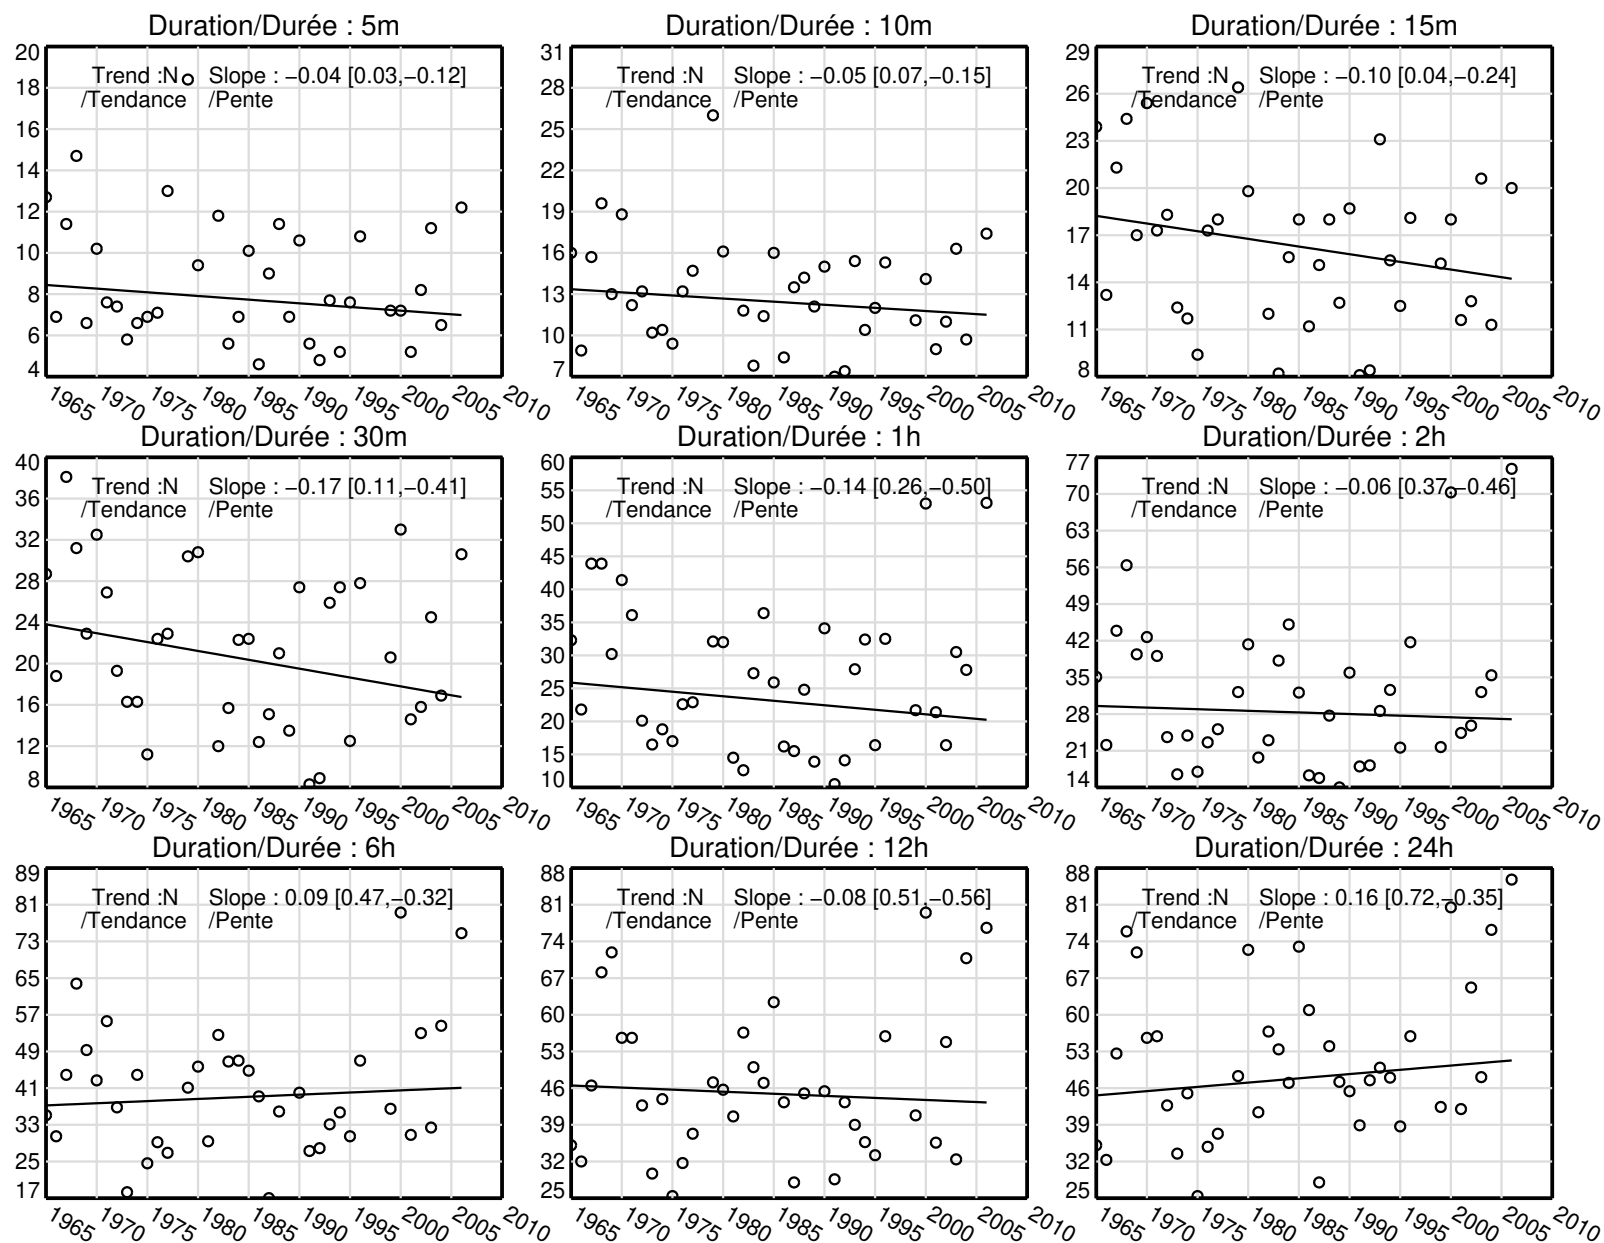 Duration/Durée : 5m
Trend :N Slope : −0.04 [0.03,−0.12]
/Tendance /Pente
20
18
16
14
12
10
8
6
4
1965 1970 1975 1980 1985 1990 1995 2000 2005 2010
Duration/Durée : 10m
Trend :N Slope : −0.05 [0.07,−0.15]
/Tendance /Pente
31
28
25
22
19
16
13
10
7
1965 1970 1975 1980 1985 1990 1995 2000 2005 2010
Duration/Durée : 15m
Trend :N Slope : −0.10 [0.04,−0.24]
/Tendance /Pente
29
26
23
20
17
14
11
8
1965 1970 1975 1980 1985 1990 1995 2000 2005 2010
Duration/Durée : 30m
Trend :N Slope : −0.17 [0.11,−0.41]
/Tendance /Pente
40
36
32
28
24
20
16
12
8
1965 1970 1975 1980 1985 1990 1995 2000 2005 2010
Duration/Durée : 1h
Trend :N Slope : −0.14 [0.26,−0.50]
/Tendance /Pente
60
55
50
45
40
35
30
25
20
15
10
1965 1970 1975 1980 1985 1990 1995 2000 2005 2010
Duration/Durée : 2h
Trend :N Slope : −0.06 [0.37,−0.46]
/Tendance /Pente
77
70
63
56
49
42
35
28
21
14
1965 1970 1975 1980 1985 1990 1995 2000 2005 2010
Duration/Durée : 6h
Trend :N Slope : 0.09 [0.47,−0.32]
/Tendance /Pente
89
81
73
65
57
49
41
33
25
17
1965 1970 1975 1980 1985 1990 1995 2000 2005 2010
Duration/Durée : 12h
Trend :N Slope : −0.08 [0.51,−0.56]
/Tendance /Pente
88
81
74
67
60
53
46
39
32
25
1965 1970 1975 1980 1985 1990 1995 2000 2005 2010
Duration/Durée : 24h
Trend :N Slope : 0.16 [0.72,−0.35]
/Tendance /Pente
88
81
74
67
60
53
46
39
32
25
1965 1970 1975 1980 1985 1990 1995 2000 2005 2010